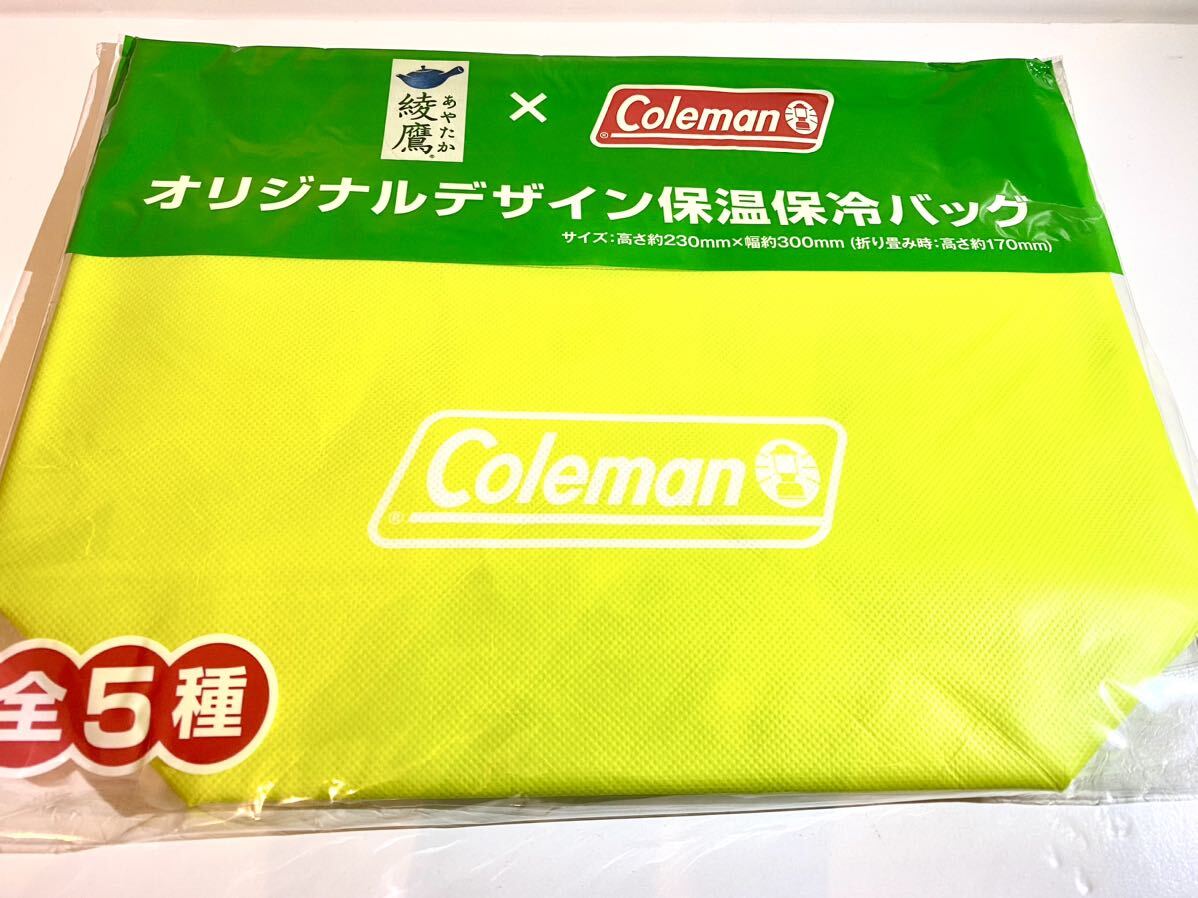 綾鷹®
あやたか
×
Coleman®
オリジナルデザイン保温保冷バッグ
サイズ：高さ約230mm×幅約300mm (折り畳み時：高さ約170mm)
Coleman®
全5種